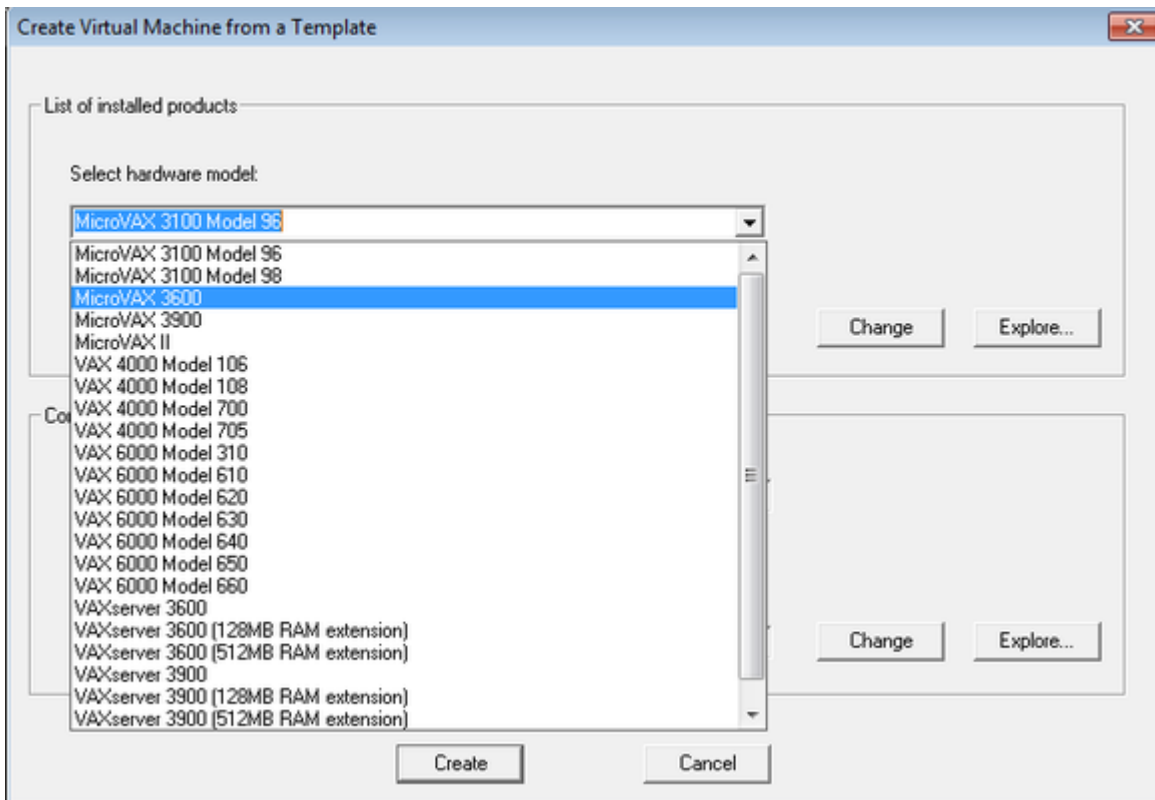 Create Virtual Machine from a Template
List of installed products
Select hardware model:
MicroVAX 3100 Model 96
MicroVAX 3100 Model 96
MicroVAX 3100 Model 98
MicroVAX 3600
MicroVAX 3900
MicroVAX II
VAX 4000 Model 106
VAX 4000 Model 108
VAX 4000 Model 700
VAX 4000 Model 705
VAX 6000 Model 310
VAX 6000 Model 610
VAX 6000 Model 620
VAX 6000 Model 630
VAX 6000 Model 640
VAX 6000 Model 650
VAX 6000 Model 660
VAXserver 3600
VAXserver 3600 (128MB RAM extension)
VAXserver 3600 (512MB RAM extension)
VAXserver 3900
VAXserver 3900 (128MB RAM extension)
VAXserver 3900 (512MB RAM extension)
Change Explore...
Change Explore...
Create Cancel